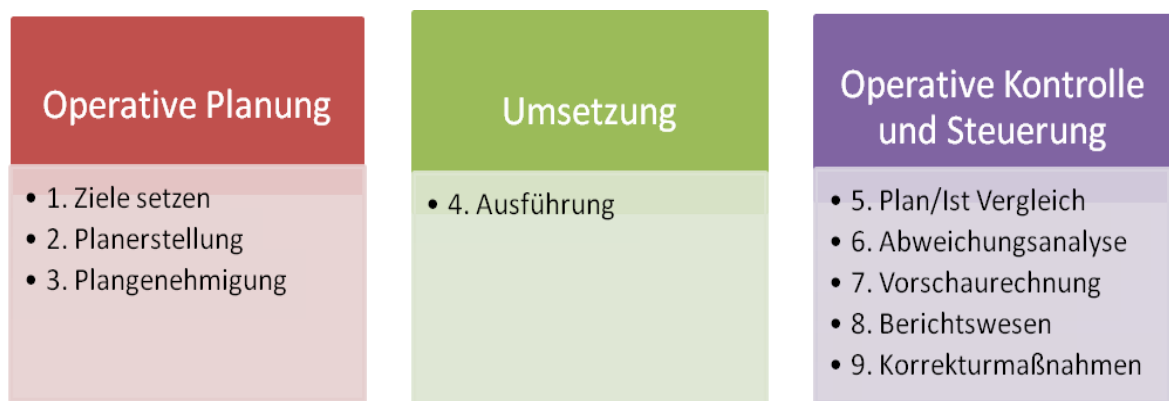 Operative Planung
• 1. Ziele setzen
• 2. Planerstellung
• 3. Plangenehmigung
Umsetzung
• 4. Ausführung
Operative Kontrolle
und Steuerung
• 5. Plan/Ist Vergleich
• 6. Abweichungsanalyse
• 7. Vorschaurechnung
• 8. Berichtswesen
• 9. Korrekturmaßnahmen